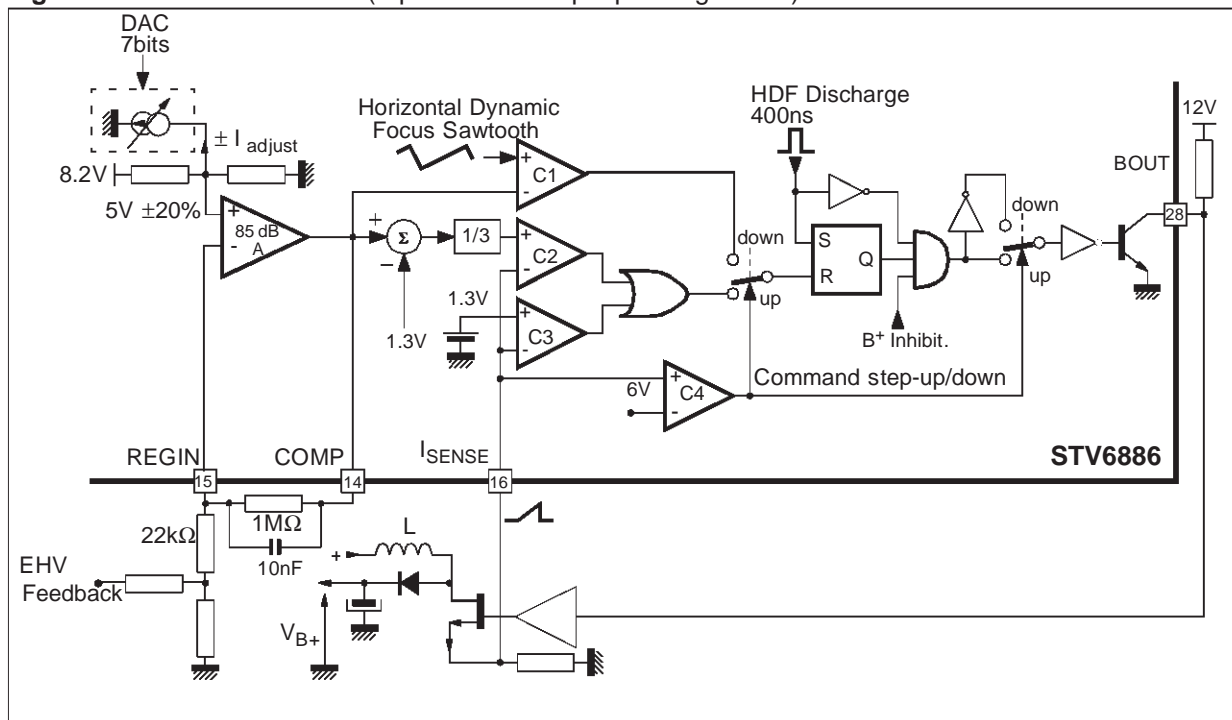 DAC
7bits
± I adjust
8.2V
5V ±20%
85 dB
A
Horizontal Dynamic
Focus Sawtooth
+
-
C1
+
-
Σ
1.3V
1/3
+
-
C2
1.3V
+
-
C3
down
up
6V
+
-
C4
Command step-up/down
HDF Discharge
400ns
S
R
Q
B+ Inhibit.
down
up
12V
BOUT
28
STV6886
REGIN
15
COMP
14
ISENSE
16
22kΩ
1MΩ
10nF
EHV
Feedback
L
+
VB+